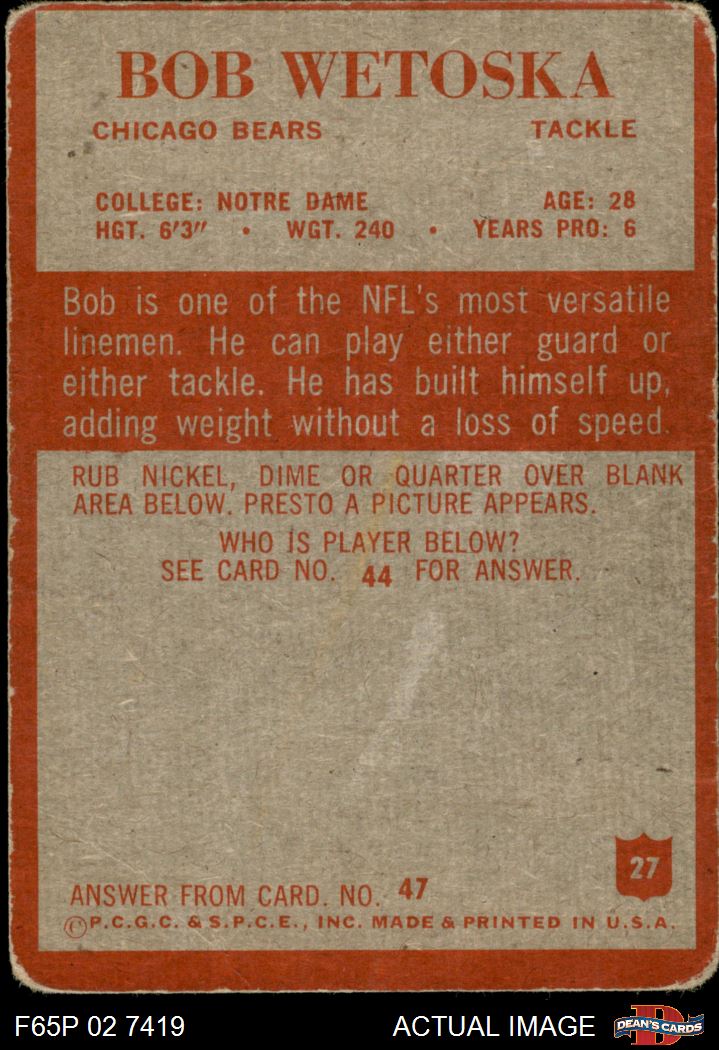 BOB WETOSKA
CHICAGO BEARS TACKLE
COLLEGE: NOTRE DAME AGE: 28
HGT. 6'3" • WGT. 240 • YEARS PRO: 6
Bob is one of the NFL's most versatile
linemen. He can play either guard or
either tackle. He has built himself up,
adding weight without a loss of speed.
RUB NICKEL, DIME OR QUARTER OVER BLANK
AREA BELOW. PRESTO A PICTURE APPEARS.
WHO IS PLAYER BELOW?
SEE CARD NO. 44 FOR ANSWER.
27
ANSWER FROM CARD. NO. 47
©P.C.G.C. & S.P.C.E., INC. MADE & PRINTED IN U.S.A.
F65P 02 7419 ACTUAL IMAGE DEAN'S CARDS